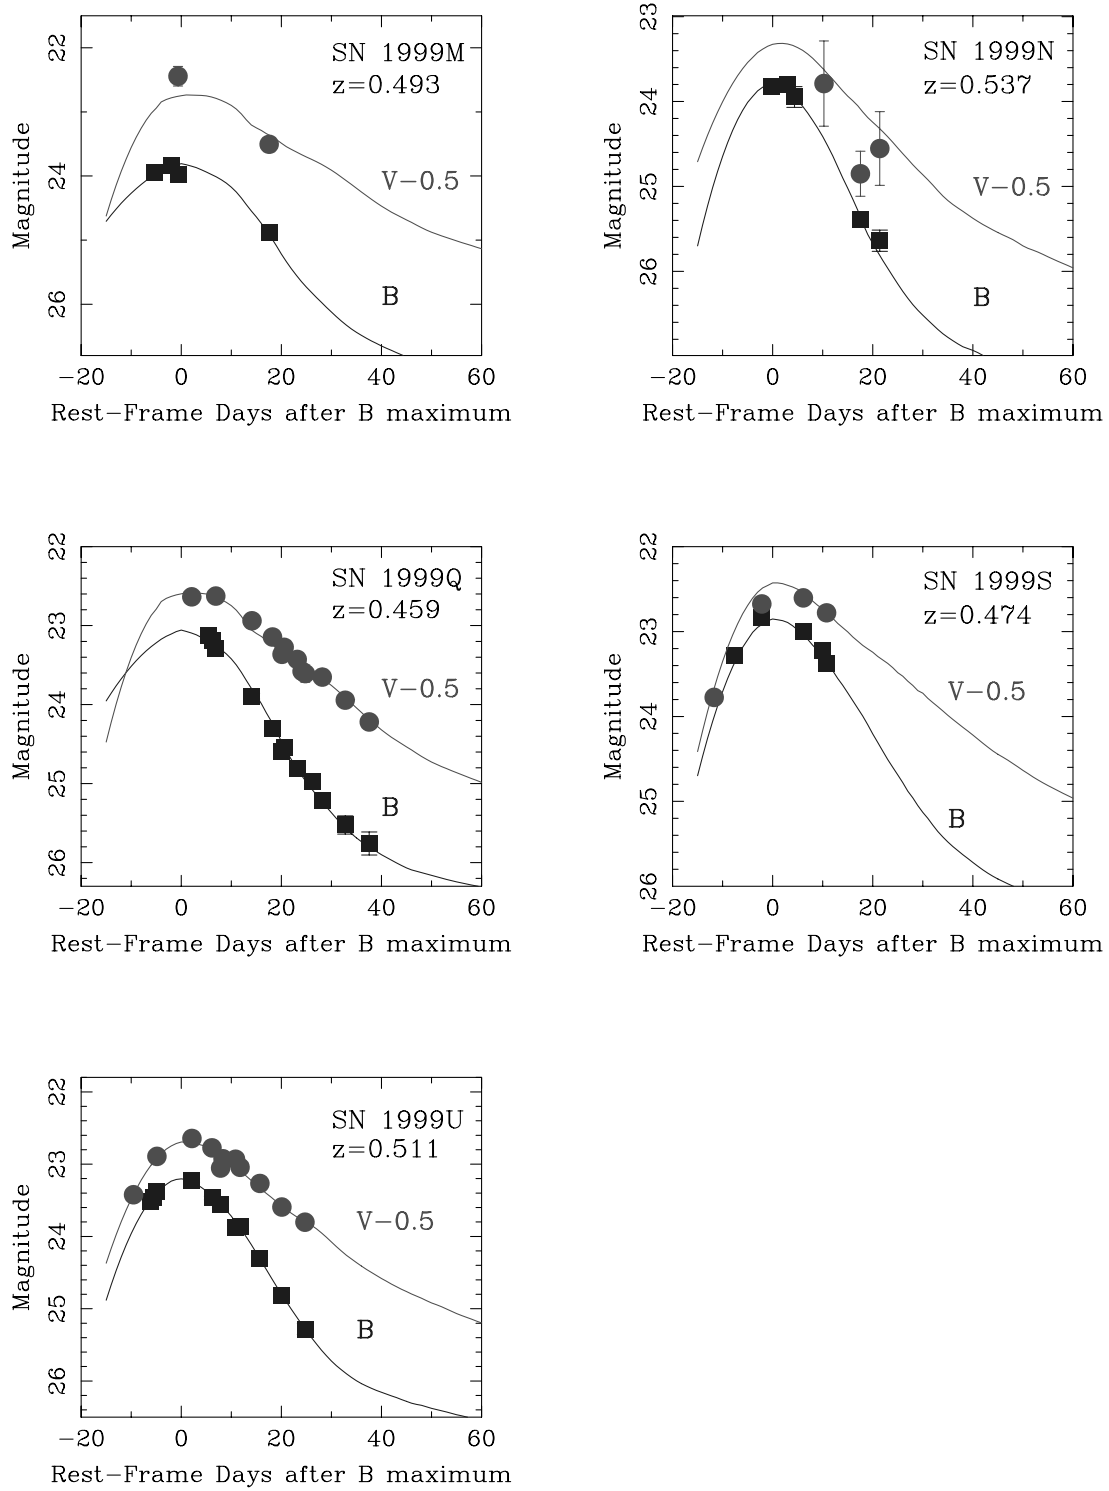 SN 1999M
z=0.493
V−0.5
B
Magnitude
22
24
26
−20 0 20 40 60
Rest−Frame Days after B maximum
SN 1999N
z=0.537
V−0.5
B
Magnitude
23
24
25
26
−20 0 20 40 60
Rest−Frame Days after B maximum
SN 1999Q
z=0.459
V−0.5
B
Magnitude
22
23
24
25
26
−20 0 20 40 60
Rest−Frame Days after B maximum
SN 1999S
z=0.474
V−0.5
B
Magnitude
22
23
24
25
26
−20 0 20 40 60
Rest−Frame Days after B maximum
SN 1999U
z=0.511
V−0.5
B
Magnitude
22
23
24
25
26
−20 0 20 40 60
Rest−Frame Days after B maximum